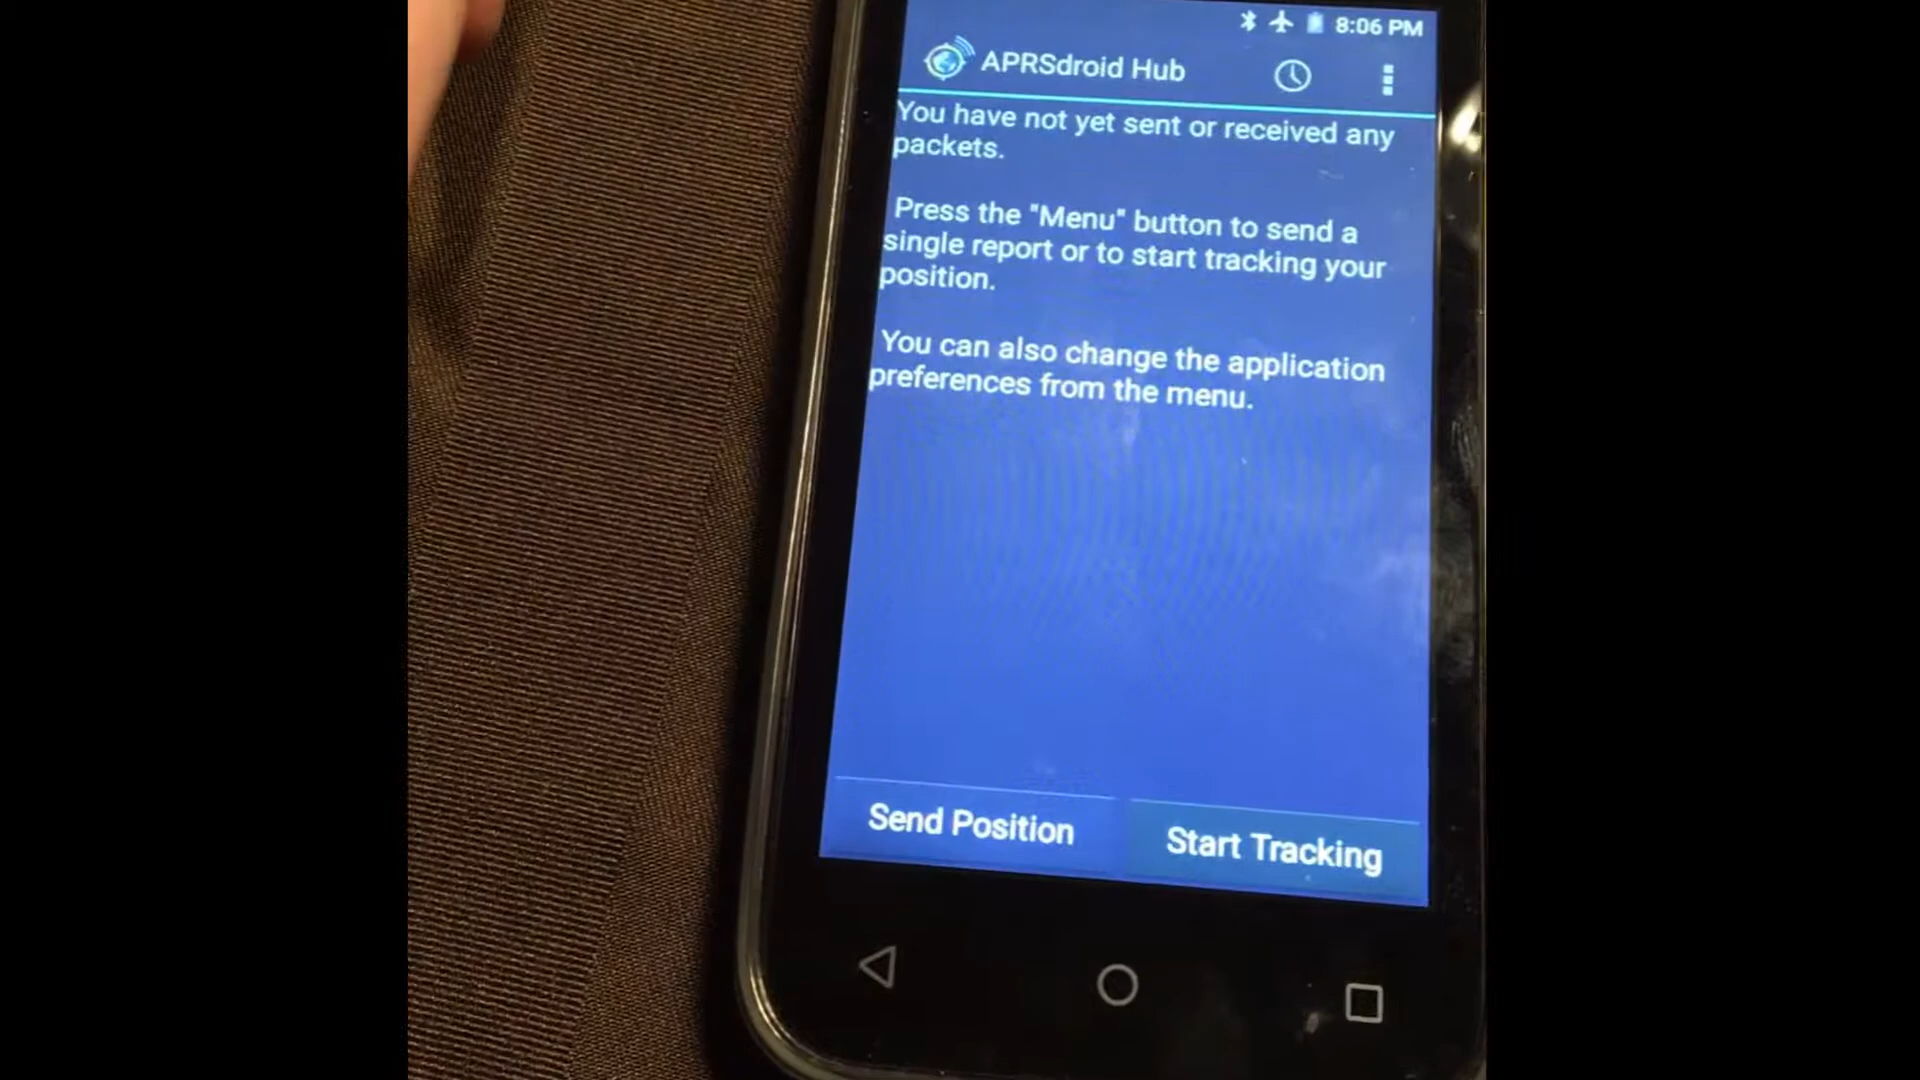 8:06 PM
APRSdroid Hub
You have not yet sent or received any
packets.
Press the "Menu" button to send a
single report or to start tracking your
position.
You can also change the application
preferences from the menu.
Send Position
Start Tracking